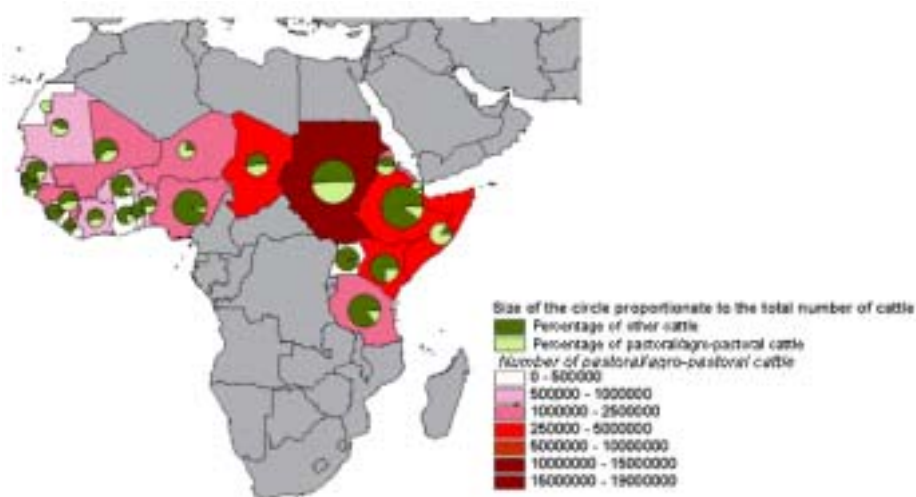 Size of the circle proportionate to the total number of cattle
Percentage of other cattle
Percentage of pastoral/agro-pastoral cattle
Number of pastoral/agro-pastoral cattle
0 - 500000
500000 - 1000000
1000000 - 2500000
250000 - 5000000
5000000 - 10000000
10000000 - 15000000
15000000 - 19000000